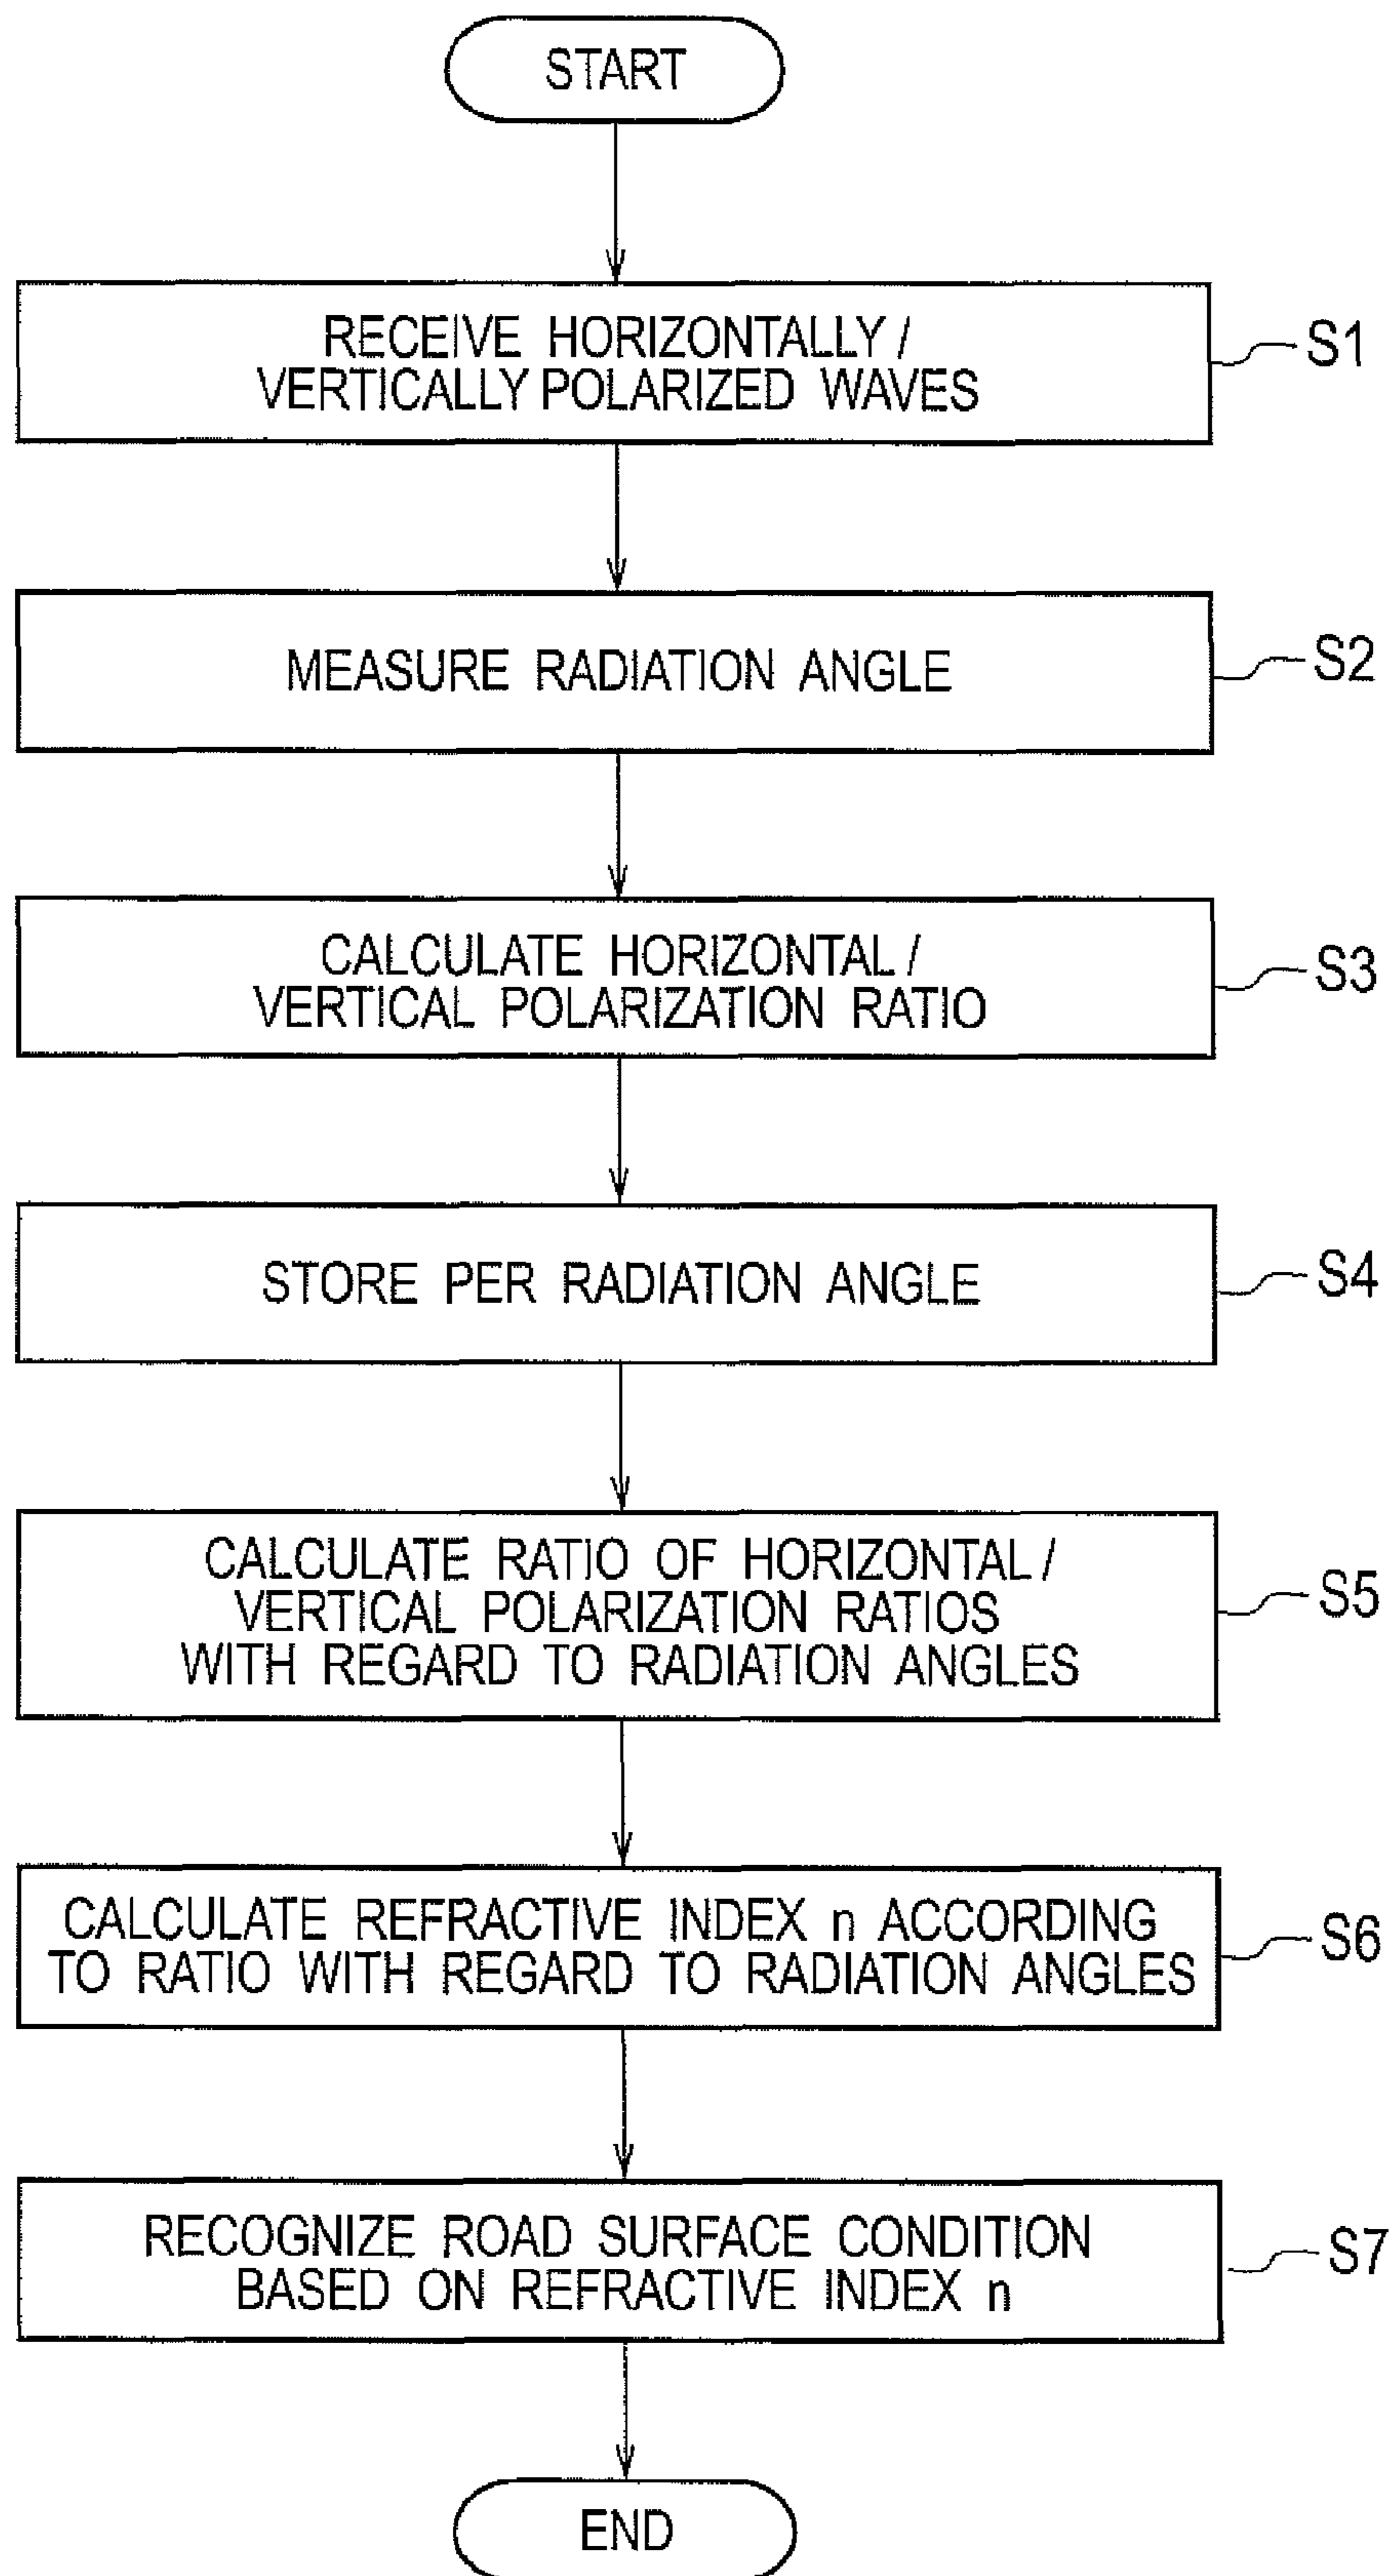 START
RECEIVE HORIZONTALLY /
VERTICALLY POLARIZED WAVES
S1
MEASURE RADIATION ANGLE
S2
CALCULATE HORIZONTAL /
VERTICAL POLARIZATION RATIO
S3
STORE PER RADIATION ANGLE
S4
CALCULATE RATIO OF HORIZONTAL /
VERTICAL POLARIZATION RATIOS
WITH REGARD TO RADIATION ANGLES
S5
CALCULATE REFRACTIVE INDEX n ACCORDING
TO RATIO WITH REGARD TO RADIATION ANGLES
S6
RECOGNIZE ROAD SURFACE CONDITION
BASED ON REFRACTIVE INDEX n
S7
END